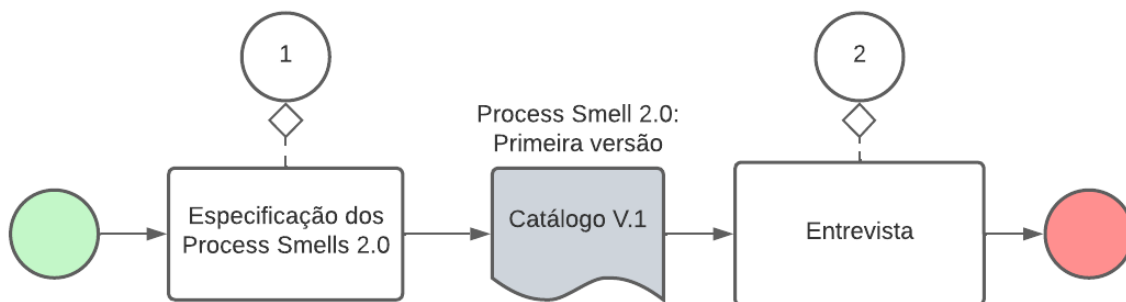 1
2
Process Smell 2.0:
Primeira versão
Especificação dos
Process Smells 2.0
Catálogo V.1
Entrevista